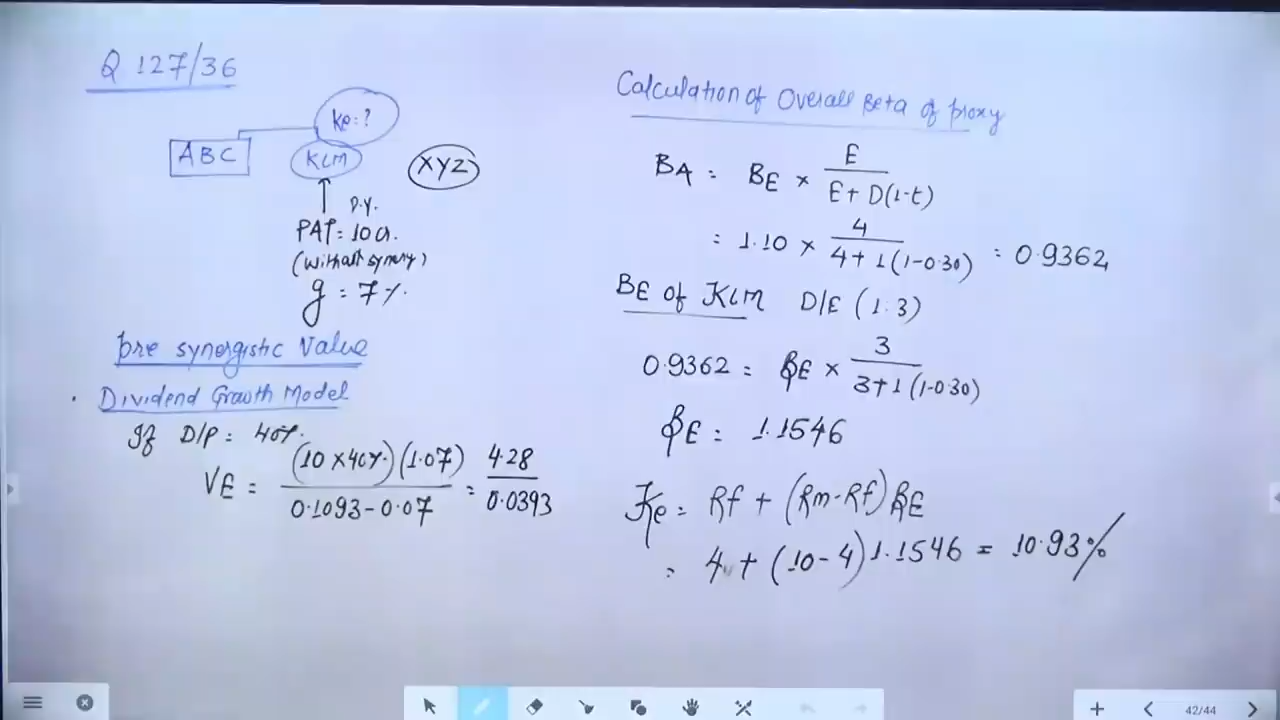 Q 127/36
Ke = ?
ABC KLM XYZ
P.Y.
PAT = 10 Cr.
(Without synergy)
g = 7%
Pre synergistic Value
Dividend Growth Model
If D/P = 40%
VE = (10 × 40%)(1.07) / 0.1093 - 0.07 = 4.28 / 0.0393
Calculation of Overall Beta of proxy
BA = BE × E / E + D(1-t)
= 1.10 × 4 / 4 + 1(1-0.30) = 0.9362
BE of KLM D/E (1:3)
0.9362 = βE × 3 / 3+1(1-0.30)
βE = 1.1546
Ke = Rf + (Rm-Rf)βE
= 4 + (10-4)1.1546 = 10.93%
42/44